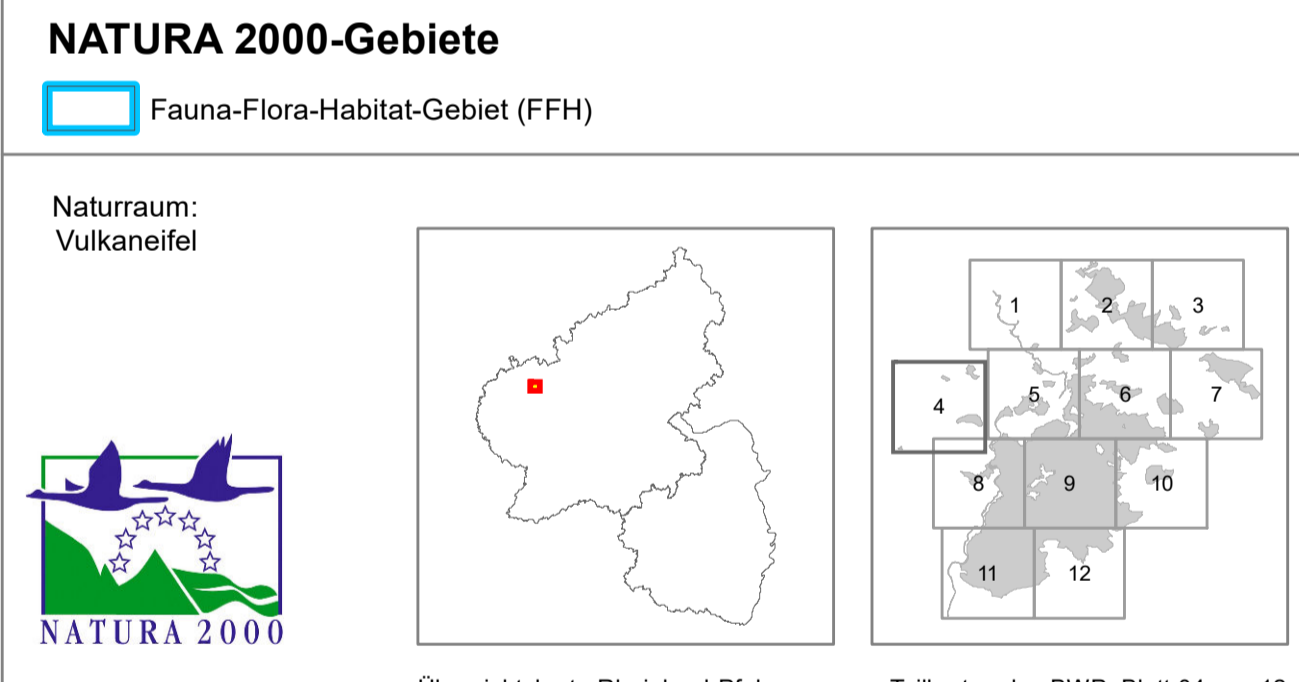 NATURA 2000-Gebiete
Fauna-Flora-Habitat-Gebiet (FFH)
Naturraum:
Vulkaneifel
1
2
3
4
5
6
7
8
9
10
11
12
NATURA 2000